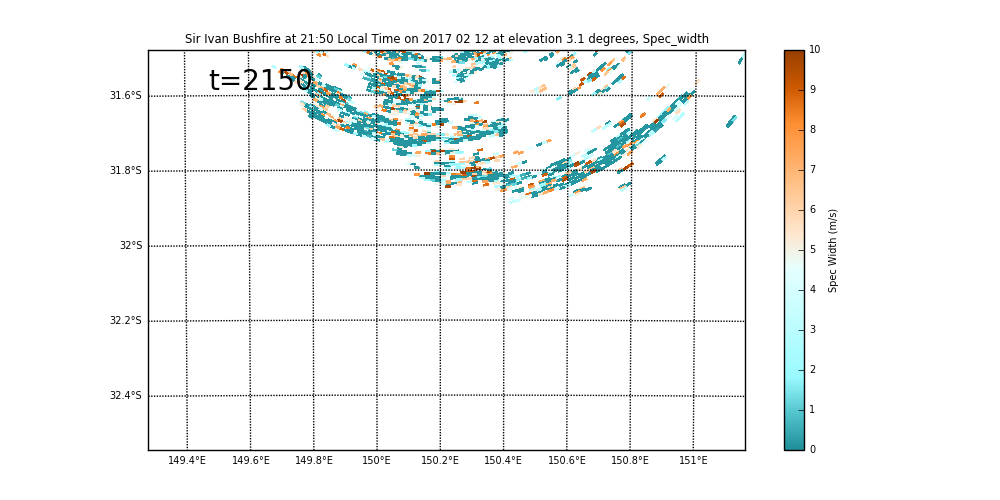 Sir Ivan Bushfire at 21:50 Local Time on 2017 02 12 at elevation 3.1 degrees, Spec_width
t=2150
31.6°S
31.8°S
32°S
32.2°S
32.4°S
149.4°E 149.6°E 149.8°E 150°E 150.2°E 150.4°E 150.6°E 150.8°E 151°E
10
9
8
7
6
5
4
3
2
1
0
Spec Width (m/s)